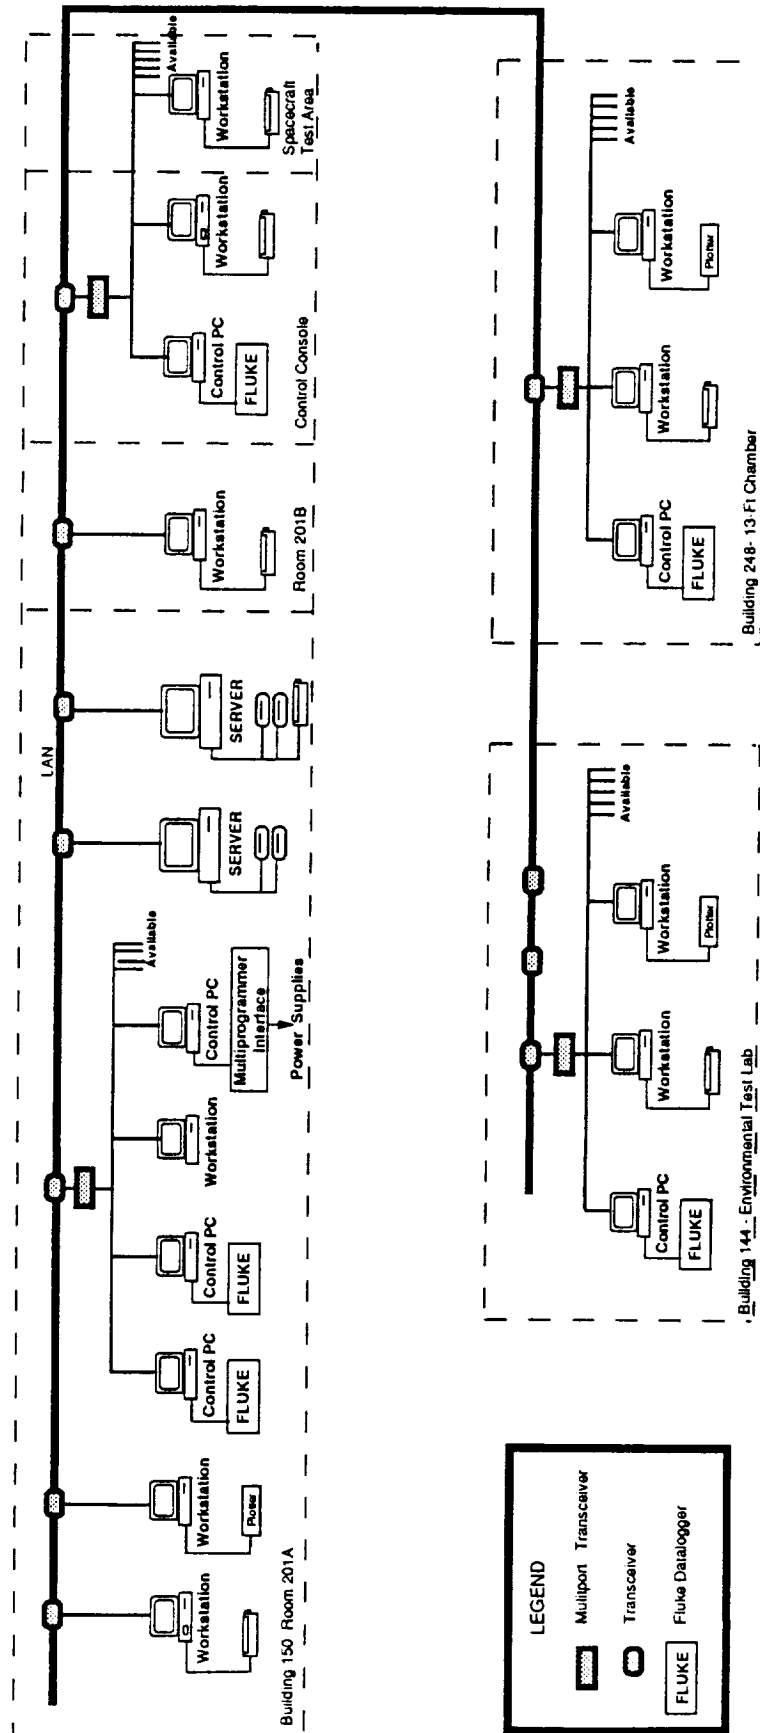 LAN
Workstation
Workstation
Plotter
Control PC
FLUKE
Control PC
FLUKE
Workstation
Control PC
Multiprogrammer
Interface
Power Supplies
Available
SERVER
SERVER
Building 150 Room 201A
Workstation
Room 201B
Control PC
FLUKE
Workstation
Control Console
Workstation
Available
Spacecraft
Test Area
LEGEND
Multiport Transceiver
Transceiver
FLUKE
Fluke Datalogger
Control PC
FLUKE
Workstation
Workstation
Plotter
Available
Building 144 - Environmental Test Lab
Control PC
FLUKE
Workstation
Workstation
Plotter
Available
Building 248- 13-Ft Chamber